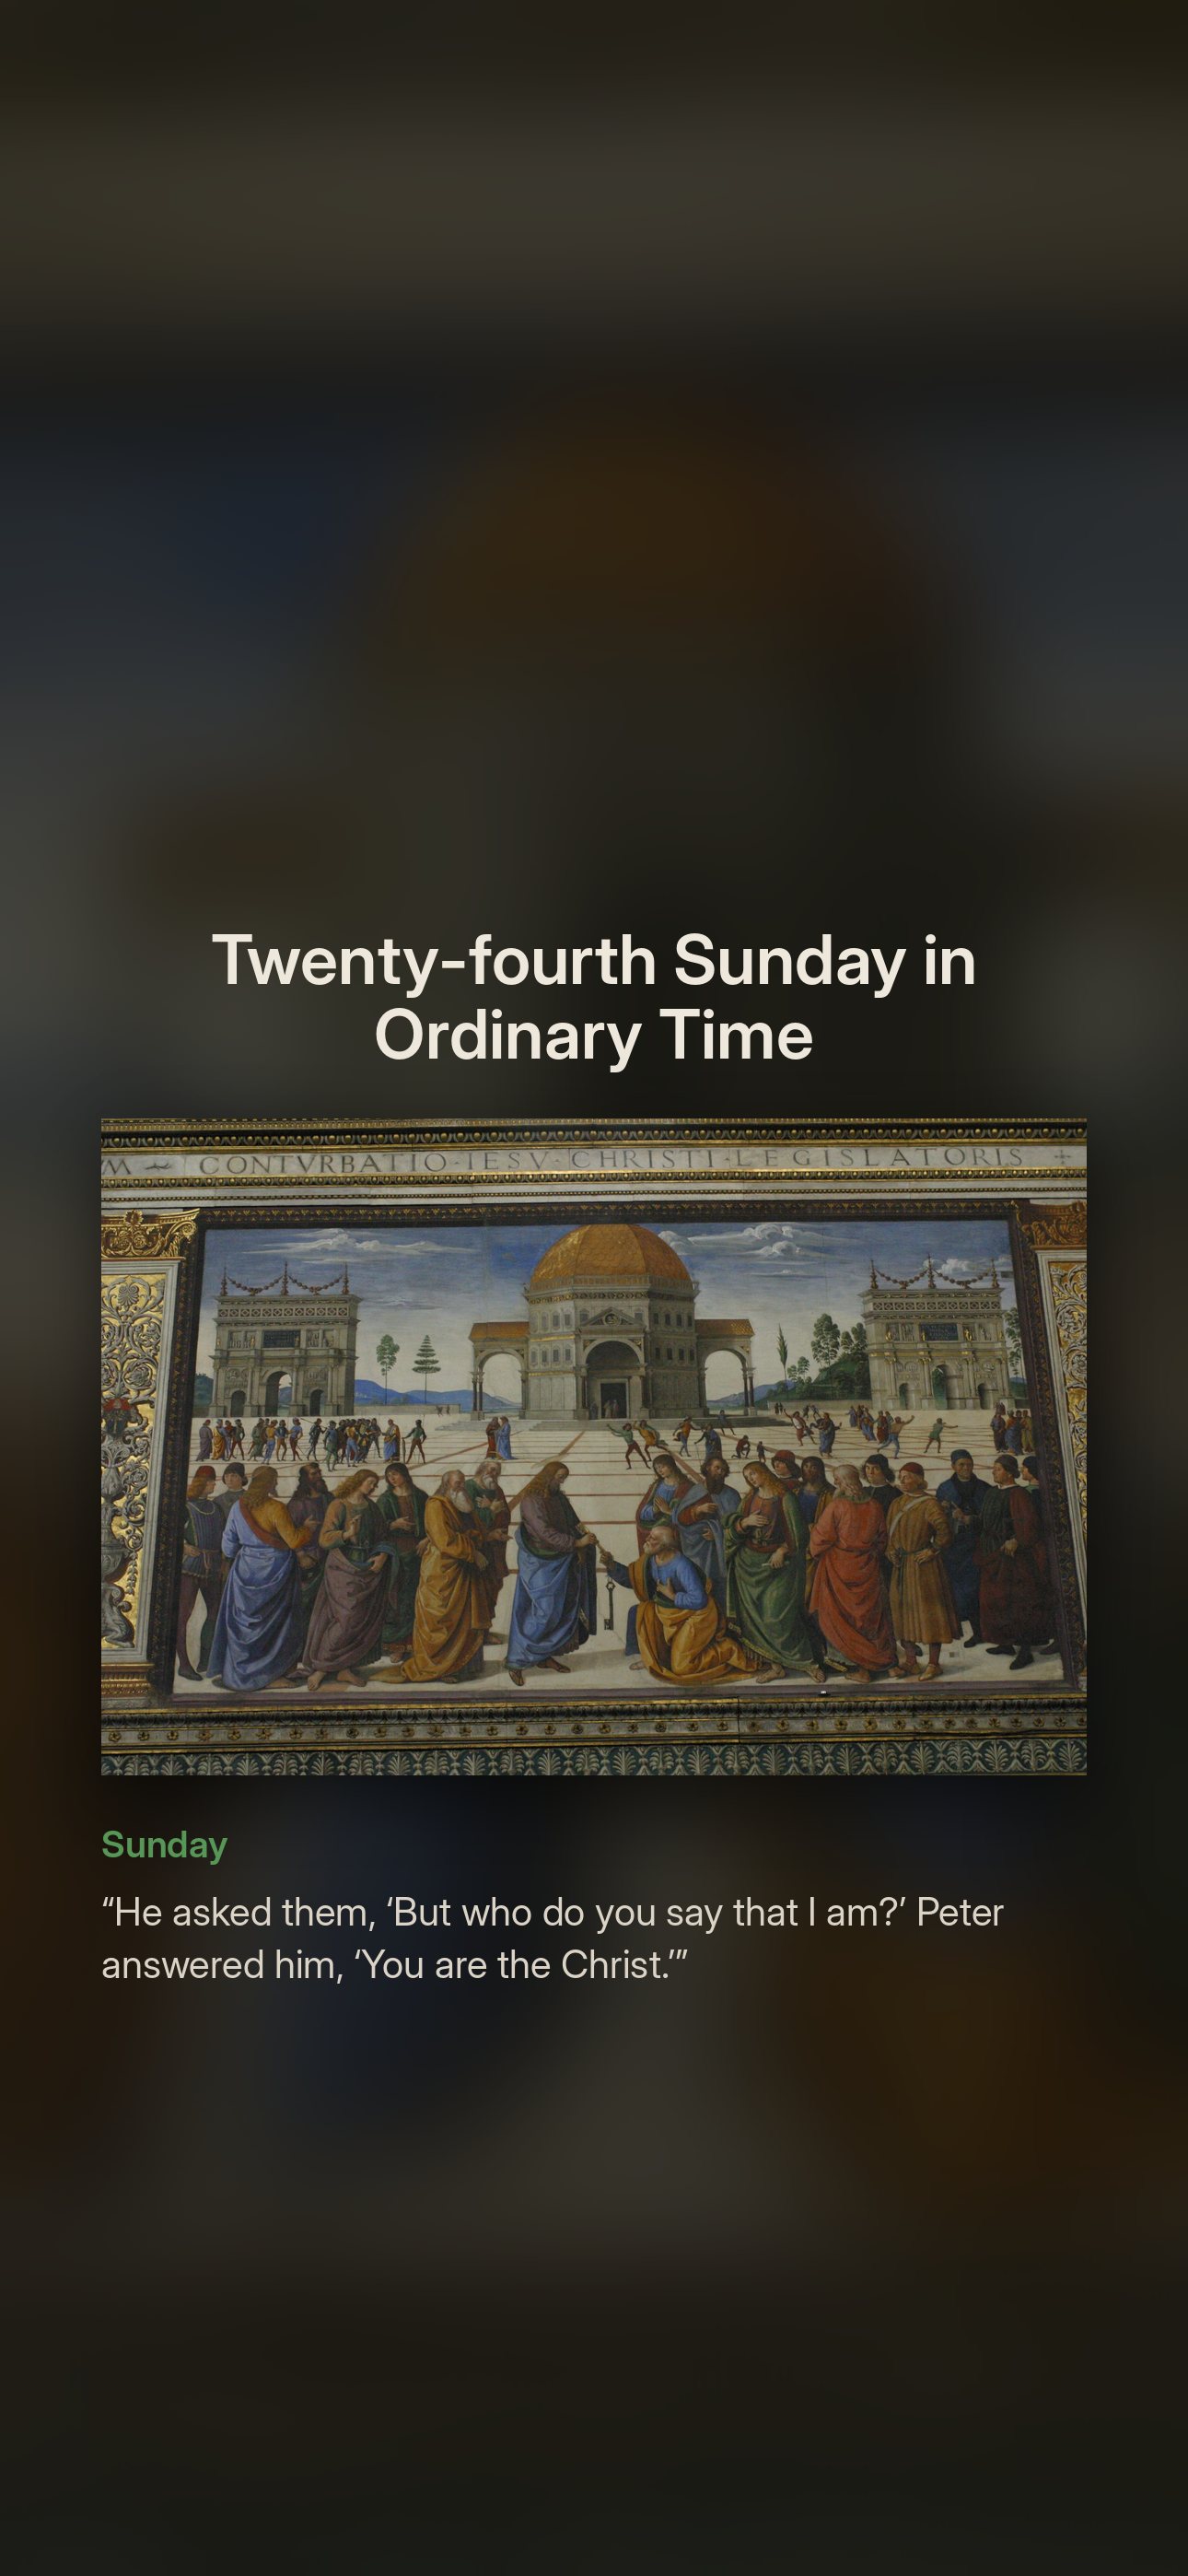 Twenty-fourth Sunday in
Ordinary Time
M CONTVRBATIO·IESV·CHRISTI·LEGISLATORIS
Sunday
“He asked them, ‘But who do you say that I am?’ Peter
answered him, ‘You are the Christ.’”